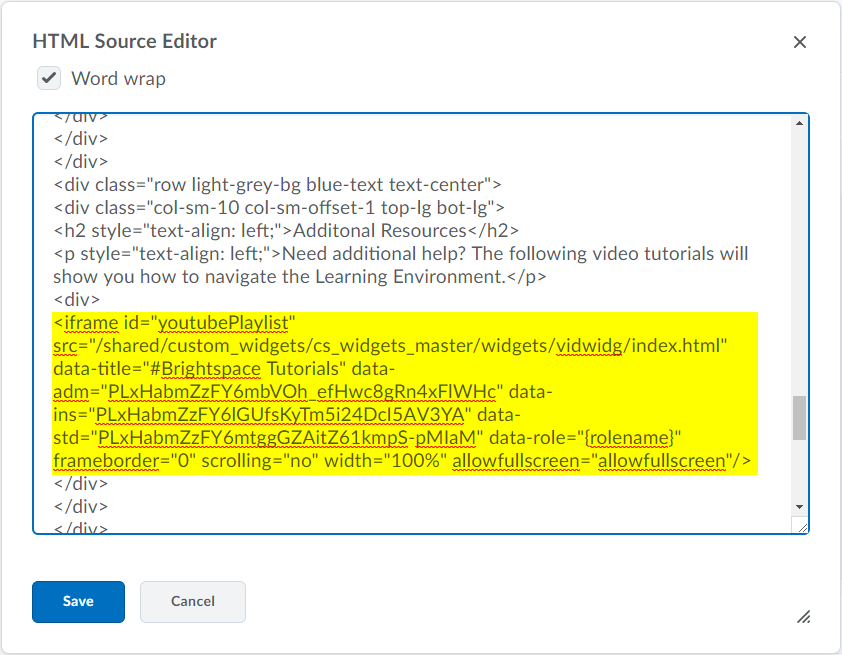 HTML Source Editor
Word wrap
</div>
</div>
</div>
<div class="row light-grey-bg blue-text text-center">
<div class="col-sm-10 col-sm-offset-1 top-lg bot-lg">
<h2 style="text-align: left;">Additonal Resources</h2>
<p style="text-align: left;">Need additional help? The following video tutorials will
show you how to navigate the Learning Environment.</p>
<div>
<iframe id="youtubePlaylist"
src="/shared/custom_widgets/cs_widgets_master/widgets/vidwidg/index.html"
data-title="#Brightspace Tutorials" data-
adm="PLxHabmZzFY6mbVOh_efHwc8gRn4xFlWHc" data-
ins="PLxHabmZzFY6lGUfsKyTm5i24DcI5AV3YA" data-
std="PLxHabmZzFY6mtggGZAitZ61kmpS-pMIaM" data-role="{rolename}"
frameborder="0" scrolling="no" width="100%" allowfullscreen="allowfullscreen"/>
</div>
</div>
</div>
Save
Cancel